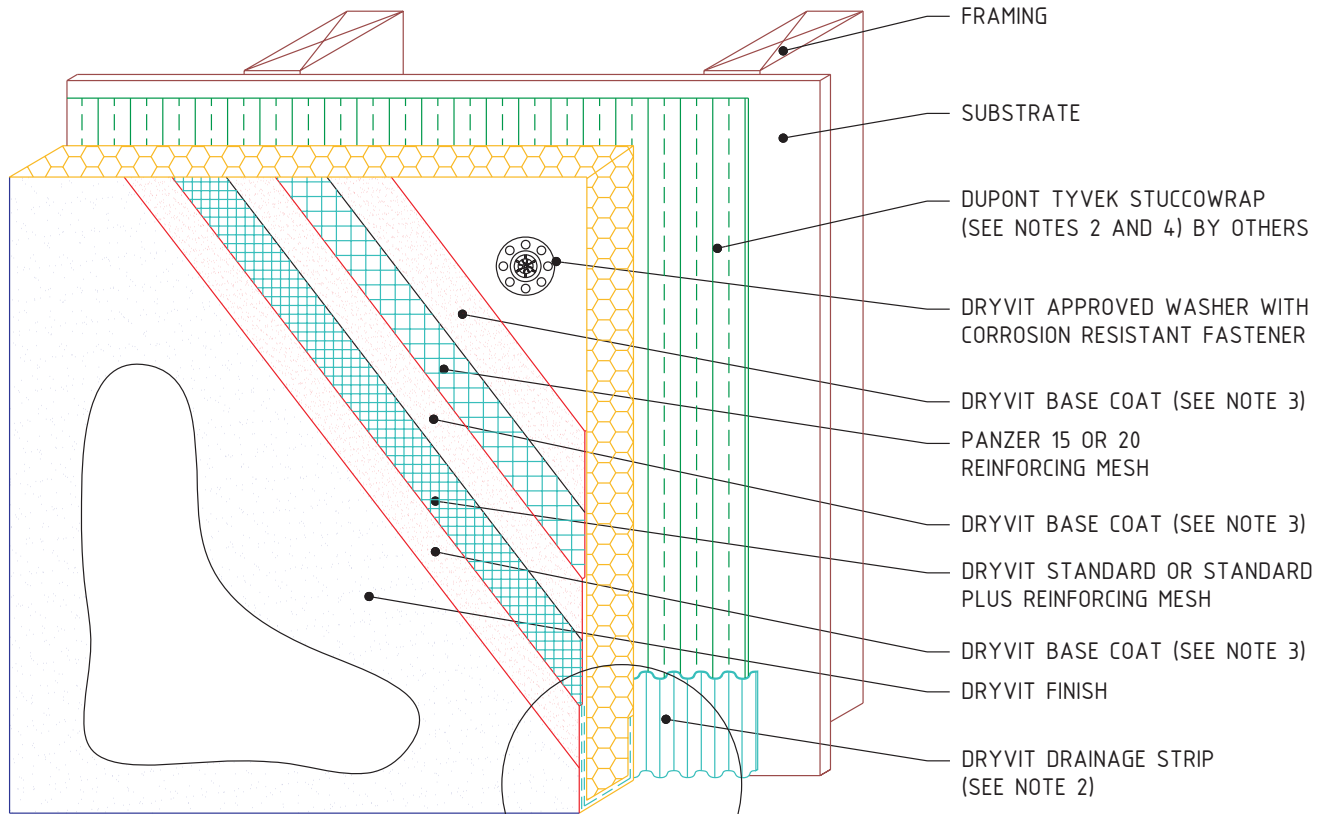 FRAMING
SUBSTRATE
DUPONT TYVEK STUCCOWRAP
(SEE NOTES 2 AND 4) BY OTHERS
DRYVIT APPROVED WASHER WITH
CORROSION RESISTANT FASTENER
DRYVIT BASE COAT (SEE NOTE 3)
PANZER 15 OR 20
REINFORCING MESH
DRYVIT BASE COAT (SEE NOTE 3)
DRYVIT STANDARD OR STANDARD
PLUS REINFORCING MESH
DRYVIT BASE COAT (SEE NOTE 3)
DRYVIT FINISH
DRYVIT DRAINAGE STRIP
(SEE NOTE 2)